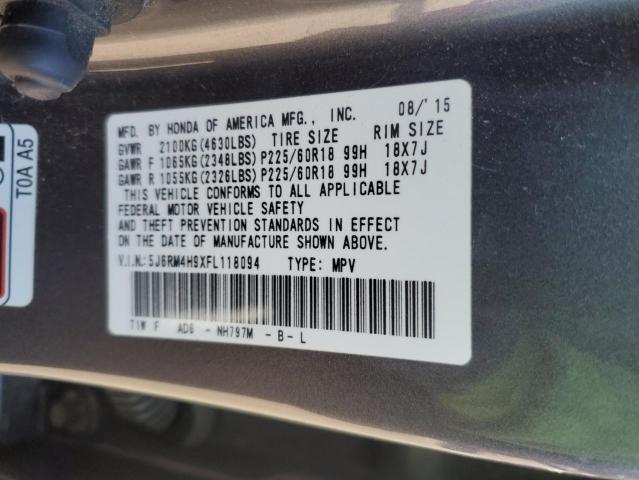 MFD. BY HONDA OF AMERICA MFG., INC. 08/'15
GVWR 2100KG(4630LBS) TIRE SIZE RIM SIZE
GAWR F 1065KG(2348LBS) P225/60R18 99H 18X7J
GAWR R 1055KG(2326LBS) P225/60R18 99H 18X7J
THIS VEHICLE CONFORMS TO ALL APPLICABLE
FEDERAL MOTOR VEHICLE SAFETY
AND THEFT PREVENTION STANDARDS IN EFFECT
ON THE DATE OF MANUFACTURE SHOWN ABOVE.
V.I.N.: 5J6RM4H9XFL118094 TYPE: MPV
T1W F AD6 - NH797M - B - L
T0A A5